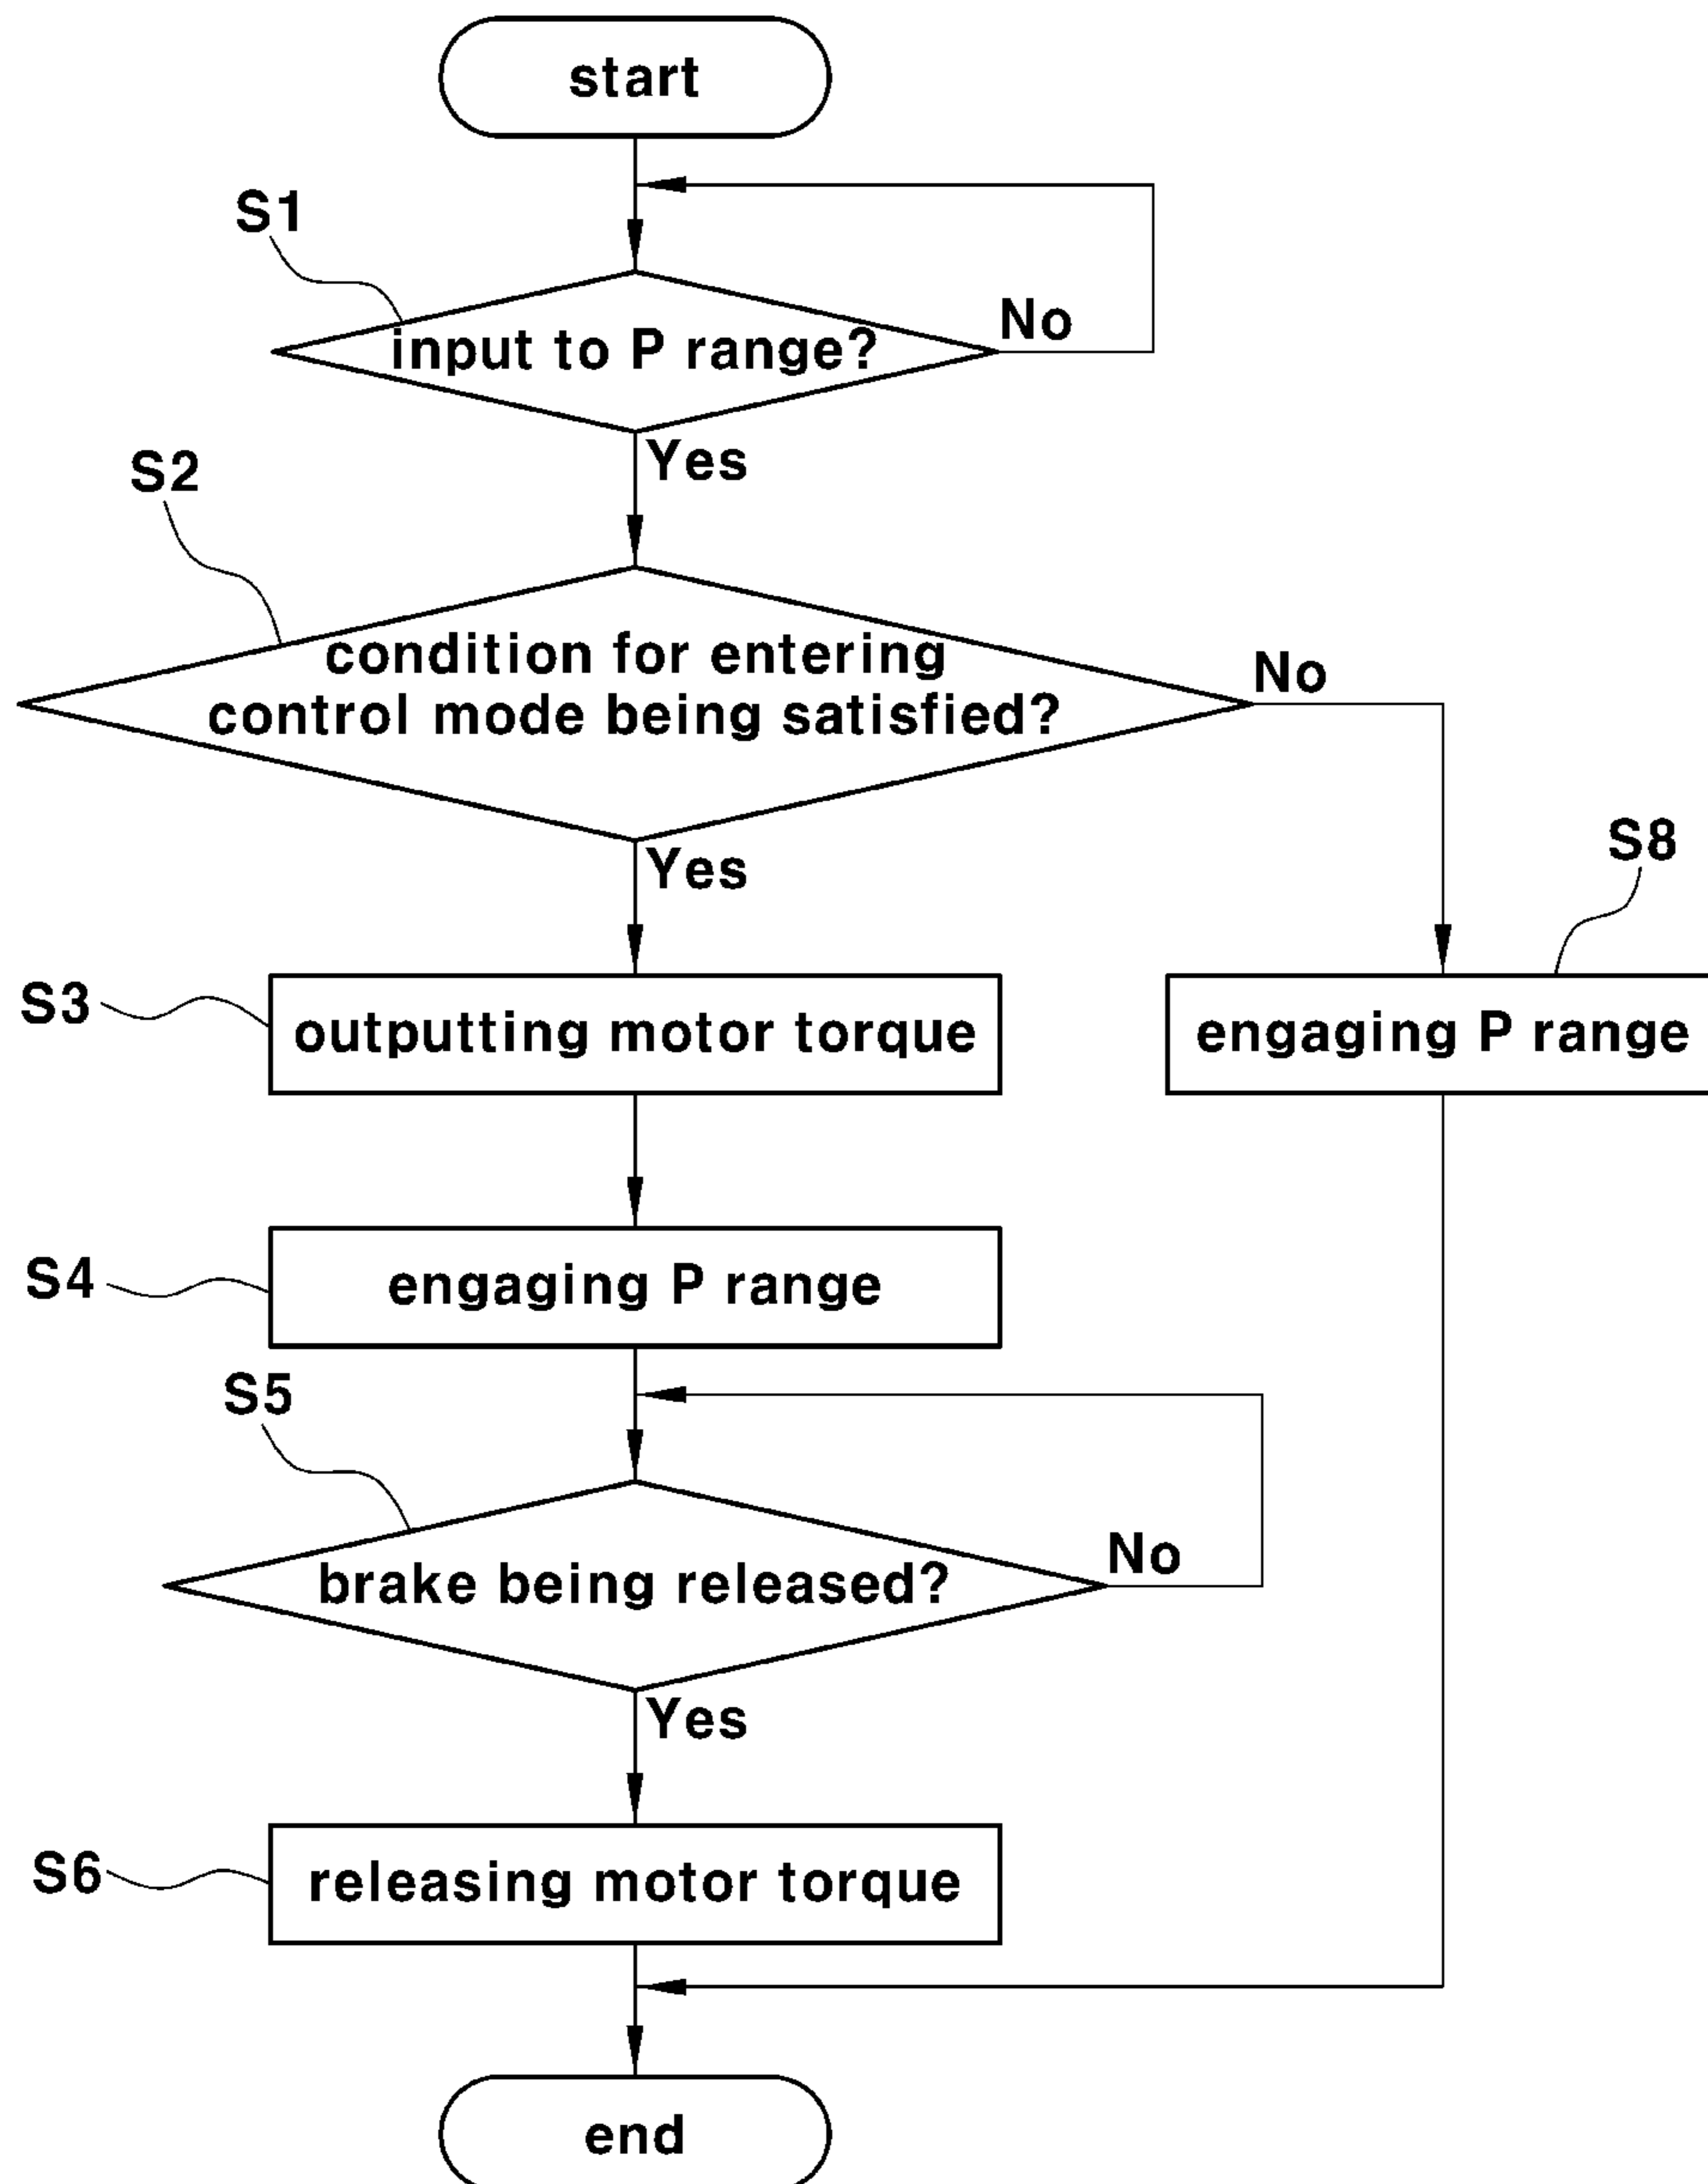 start
S1
input to P range?
No
Yes
S2
condition for entering
control mode being satisfied?
No
Yes
S8
S3
outputting motor torque
engaging P range
S4
engaging P range
S5
brake being released?
No
Yes
S6
releasing motor torque
end